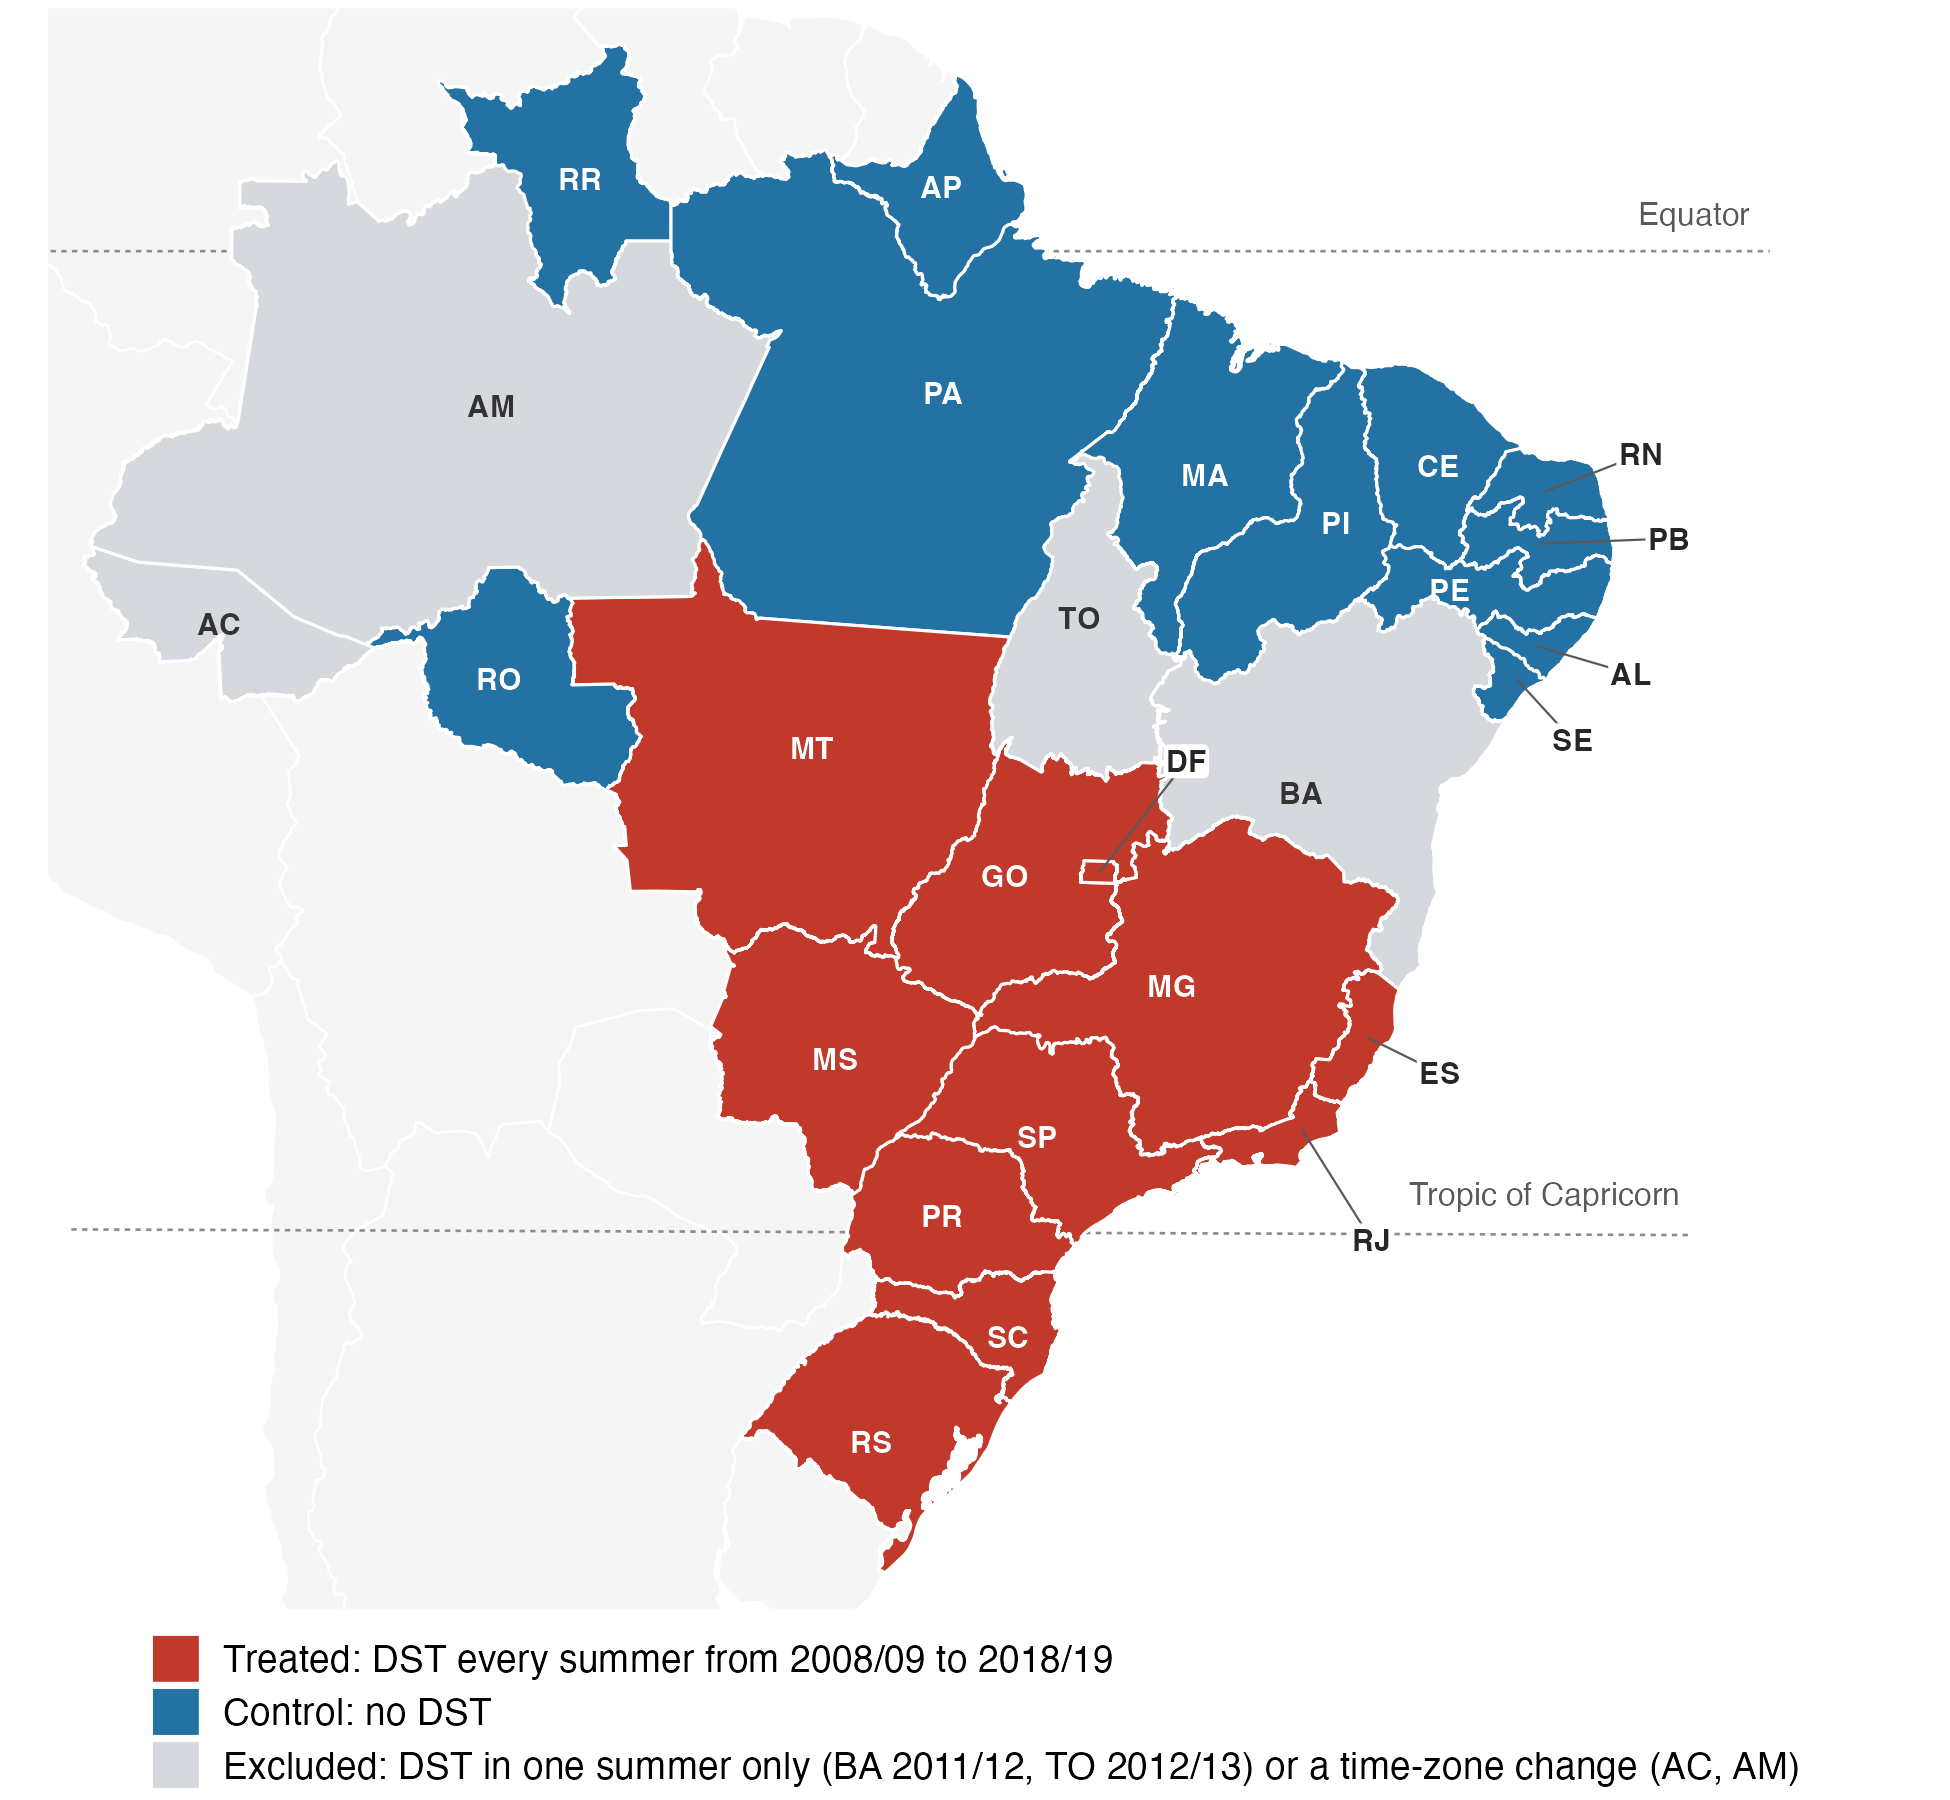 RR
AP
Equator
PA
AM
RN
CE
MA
PI
PB
PE
TO
AC
AL
RO
SE
MT
DF
BA
GO
MG
MS
ES
SP
Tropic of Capricorn
PR
RJ
SC
RS
Treated: DST every summer from 2008/09 to 2018/19
Control: no DST
Excluded: DST in one summer only (BA 2011/12, TO 2012/13) or a time-zone change (AC, AM)